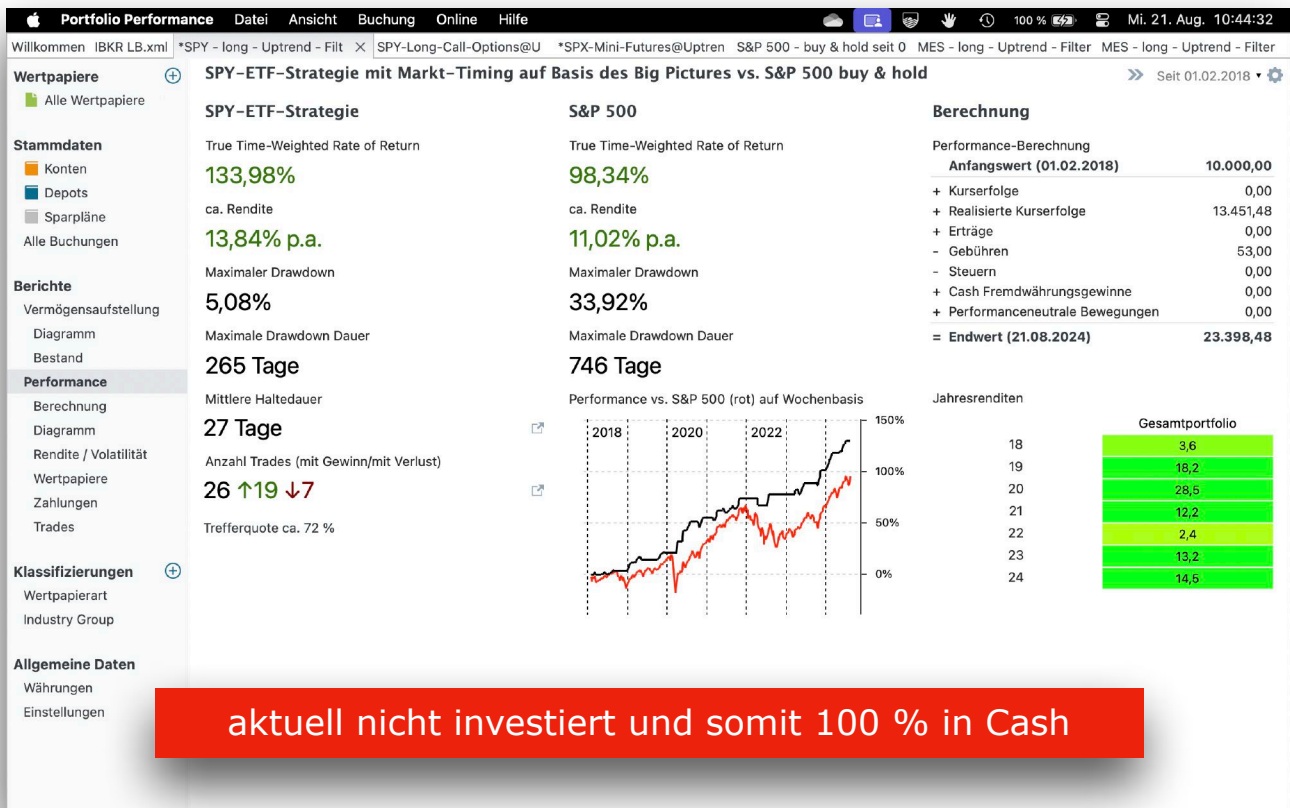 Portfolio Performance Datei Ansicht Buchung Online Hilfe 100 % Mi. 21. Aug. 10:44:32
Willkommen IBKR LB.xml *SPY - long - Uptrend - Filt SPY-Long-Call-Options@U *SPX-Mini-Futures@Uptren S&P 500 - buy & hold seit 0 MES - long - Uptrend - Filter MES - long - Uptrend - Filter
Wertpapiere
Alle Wertpapiere
Stammdaten
Konten
Depots
Sparpläne
Alle Buchungen
Berichte
Vermögensaufstellung
Diagramm
Bestand
Performance
Berechnung
Diagramm
Rendite / Volatilität
Wertpapiere
Zahlungen
Trades
Klassifizierungen
Wertpapierart
Industry Group
Allgemeine Daten
Währungen
Einstellungen
SPY-ETF-Strategie mit Markt-Timing auf Basis des Big Pictures vs. S&P 500 buy & hold
Seit 01.02.2018
SPY-ETF-Strategie
True Time-Weighted Rate of Return
133,98%
ca. Rendite
13,84% p.a.
Maximaler Drawdown
5,08%
Maximale Drawdown Dauer
265 Tage
Mittlere Haltedauer
27 Tage
Anzahl Trades (mit Gewinn/mit Verlust)
26 ↑19 ↓7
Trefferquote ca. 72 %
S&P 500
True Time-Weighted Rate of Return
98,34%
ca. Rendite
11,02% p.a.
Maximaler Drawdown
33,92%
Maximale Drawdown Dauer
746 Tage
Performance vs. S&P 500 (rot) auf Wochenbasis
2018 2020 2022
150%
100%
50%
0%
Berechnung
Performance-Berechnung
Anfangswert (01.02.2018) 10.000,00
+ Kurserfolge 0,00
+ Realisierte Kurserfolge 13.451,48
+ Erträge 0,00
- Gebühren 53,00
- Steuern 0,00
+ Cash Fremdwährungsgewinne 0,00
+ Performanceneutrale Bewegungen 0,00
= Endwert (21.08.2024) 23.398,48
Jahresrenditen
Gesamtportfolio
18 3,6
19 18,2
20 28,5
21 12,2
22 2,4
23 13,2
24 14,5
aktuell nicht investiert und somit 100 % in Cash